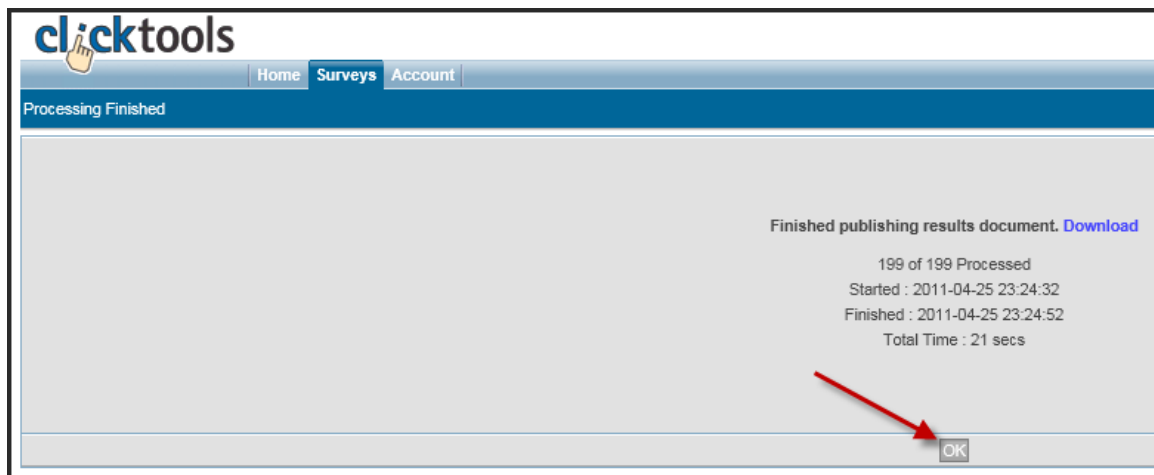 clicktools
Home Surveys Account
Processing Finished
Finished publishing results document. Download
199 of 199 Processed
Started : 2011-04-25 23:24:32
Finished : 2011-04-25 23:24:52
Total Time : 21 secs
OK